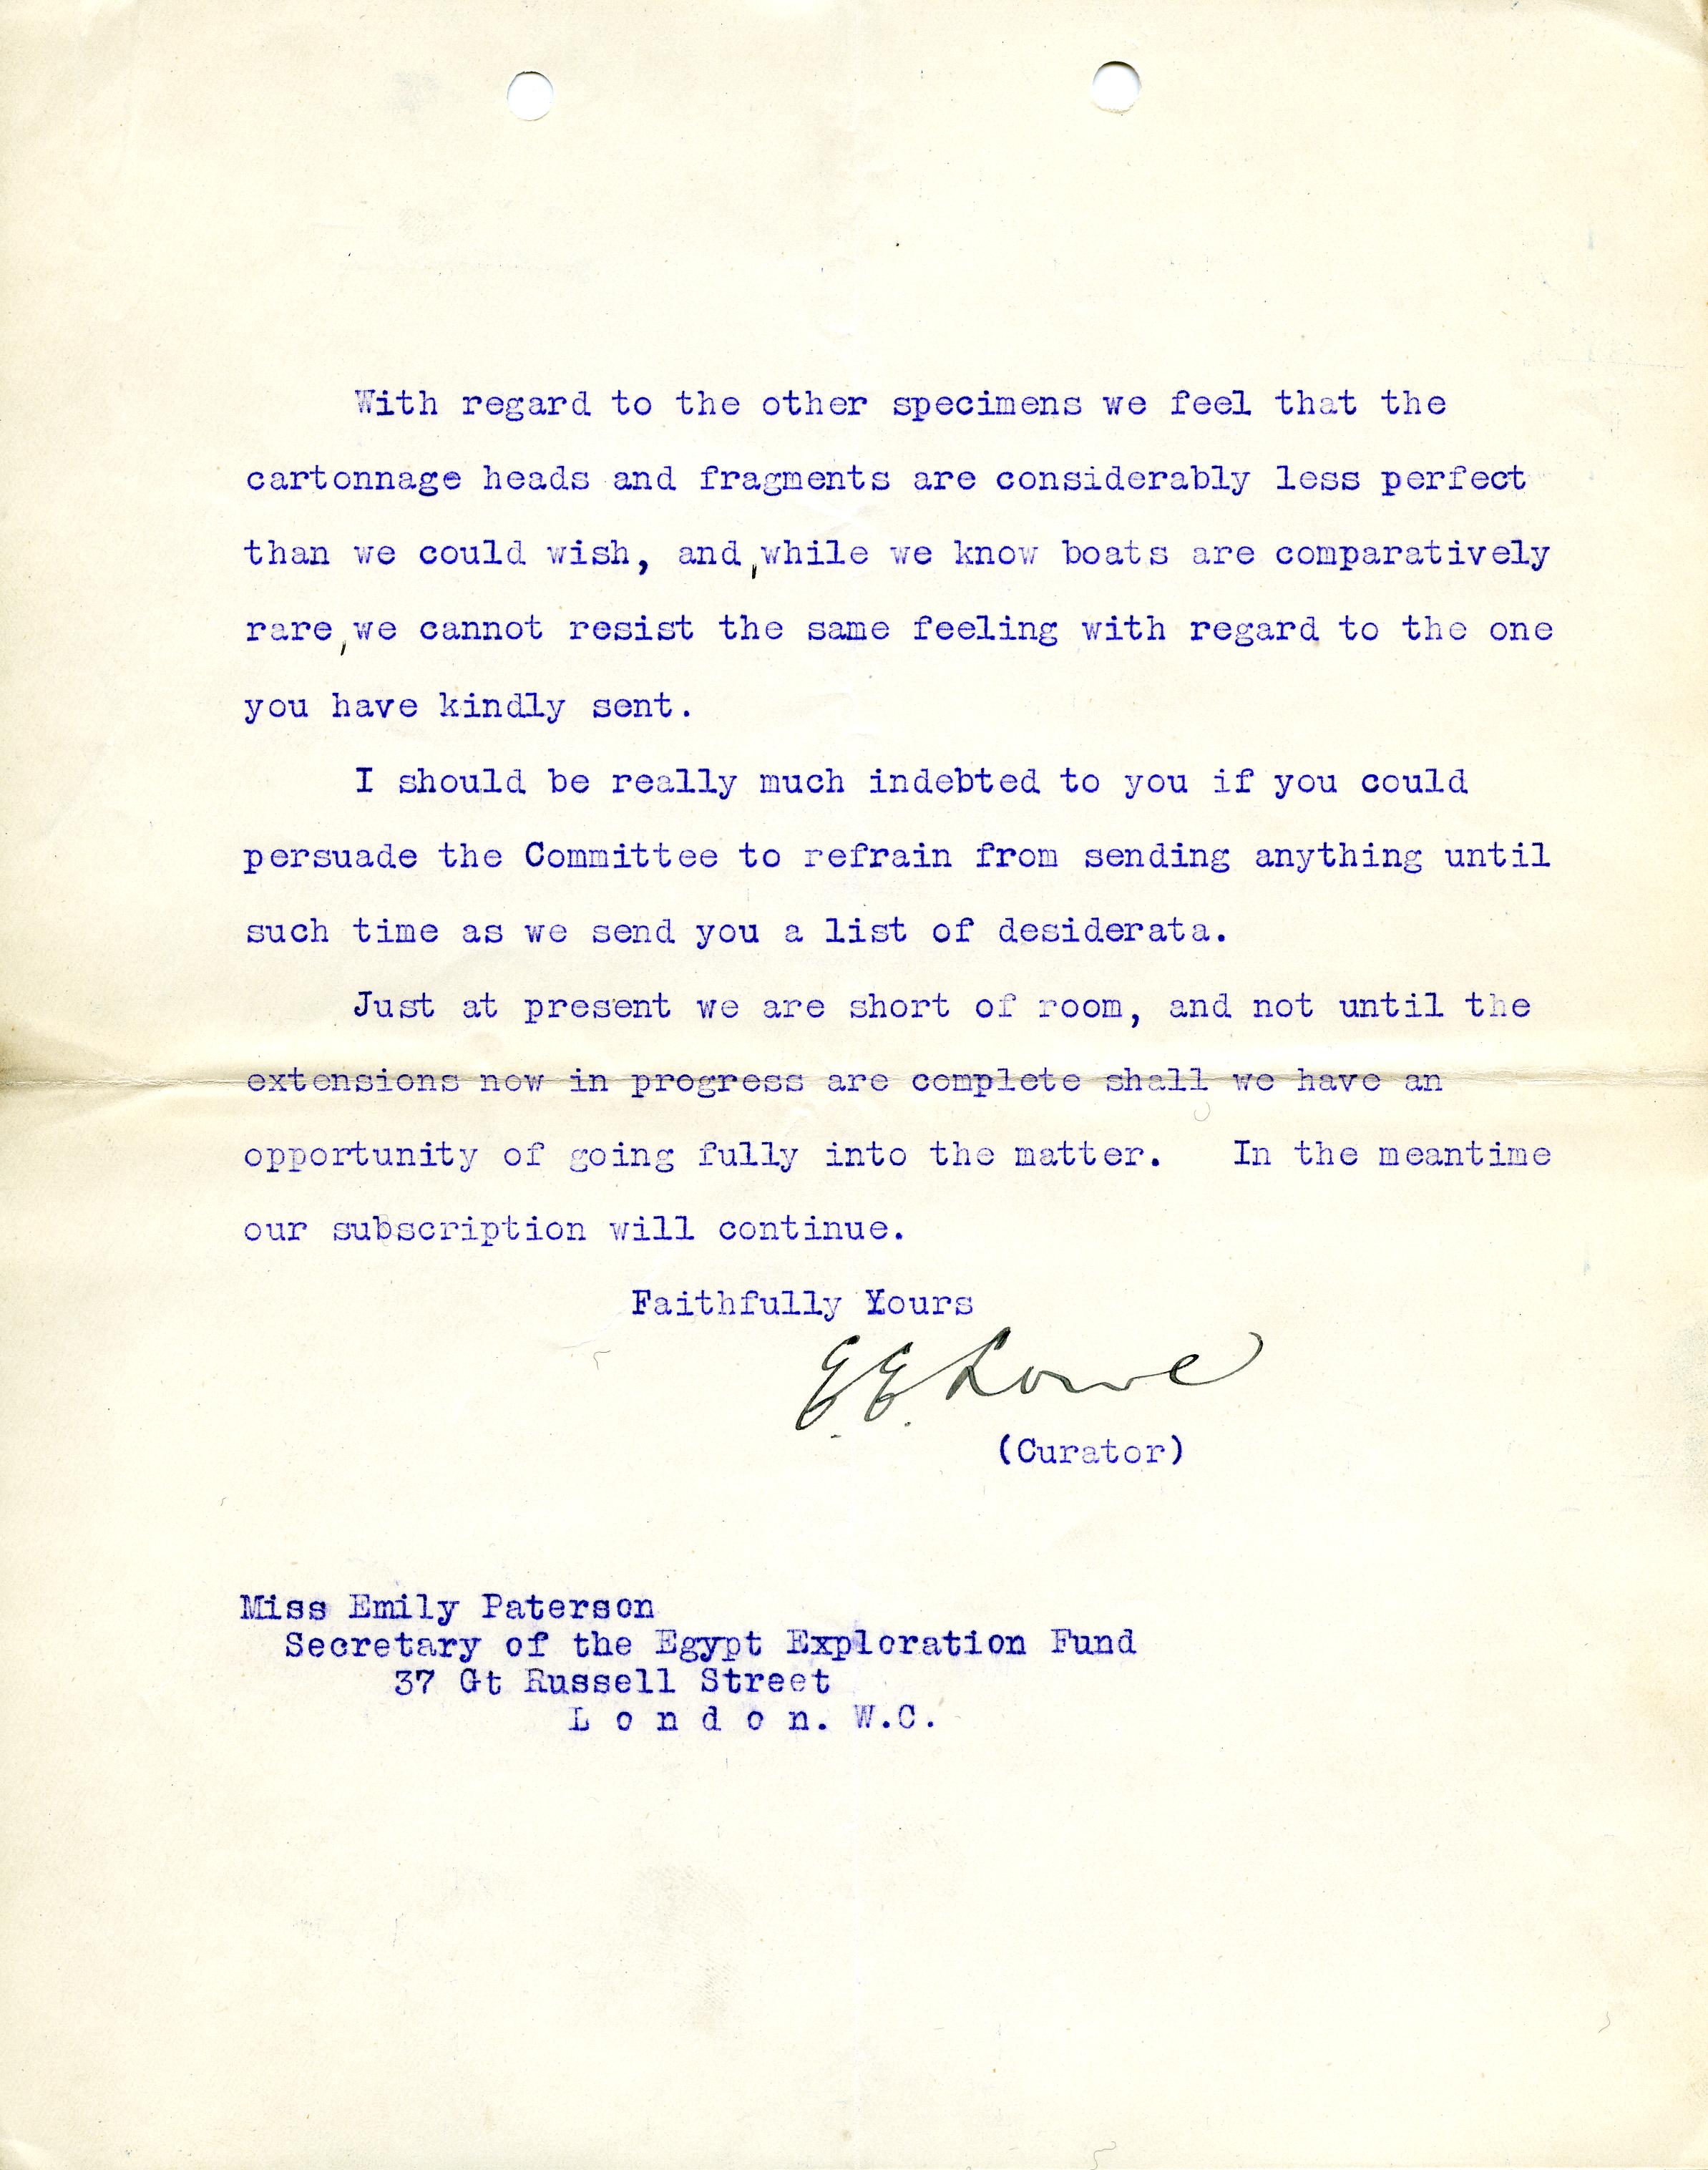 With regard to the other specimens we feel that the
cartonnage heads and fragments are considerably less perfect
than we could wish, and, while we know boats are comparatively
rare, we cannot resist the same feeling with regard to the one
you have kindly sent.
I should be really much indebted to you if you could
persuade the Committee to refrain from sending anything until
such time as we send you a list of desiderata.
Just at present we are short of room, and not until the
extensions now in progress are complete shall we have an
opportunity of going fully into the matter. In the meantime
our subscription will continue.
Faithfully Yours
E. E. Lowe
(Curator)
Miss Emily Paterson
Secretary of the Egypt Exploration Fund
37 Gt Russell Street
L o n d o n. W.C.